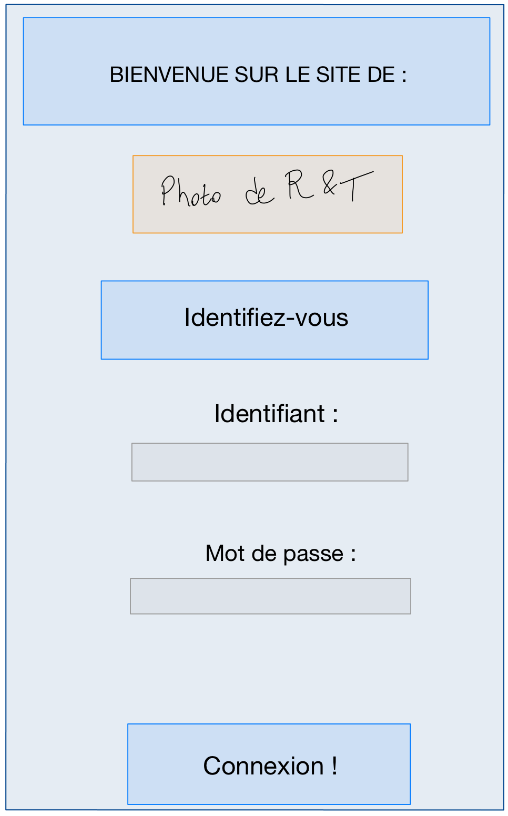 BIENVENUE SUR LE SITE DE :
Photo de R&T
Identifiez-vous
Identifiant :
Mot de passe :
Connexion !